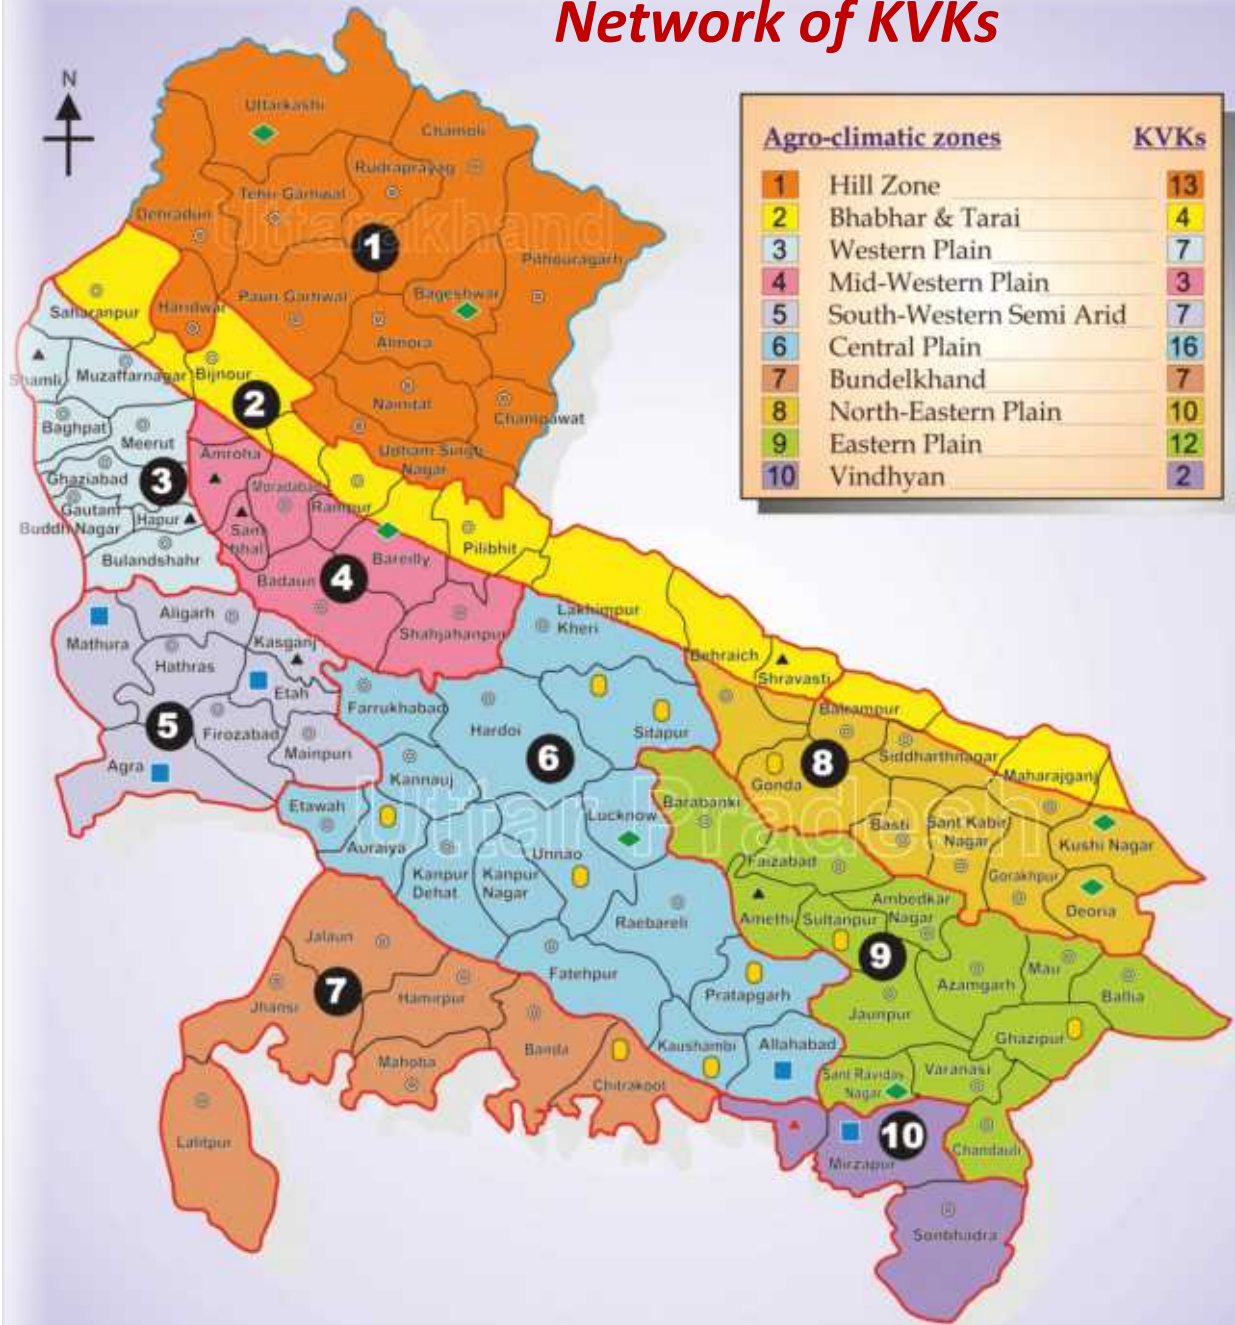 Network of KVKs
N
Agro-climatic zones KVKs
1 Hill Zone 13
2 Bhabhar & Tarai 4
3 Western Plain 7
4 Mid-Western Plain 3
5 South-Western Semi Arid 7
6 Central Plain 16
7 Bundelkhand 7
8 North-Eastern Plain 10
9 Eastern Plain 12
10 Vindhyan 2
Uttarakhand
Uttarkashi
Chamoli
Rudraprayag
Tehri Garhwal
Dehradun
1
Pithouragarh
Pauri Garhwal
Bageshwar
Haridwar
Almora
Nainital
Champawat
Udham Singh
Nagar
Saharanpur
Shamli
Muzaffarnagar
Bijnour
2
Baghpat
Meerut
Ghaziabad
3
Gautam
Buddh Nagar
Hapur
Bulandshahr
Amroha
Moradabad
Rampur
Sam
bhal
Bareilly
Pilibhit
Badaun
4
Shahjahanpur
Mathura
Aligarh
Kasganj
Hathras
Etah
5
Firozabad
Mainpuri
Agra
Lakhimpur
Kheri
Behraich
Shravasti
Farrukhabad
Hardoi
Sitapur
6
Kannauj
Etawah
Auraiya
Uttar Pradesh
Lucknow
Unnao
Kanpur
Dehat
Kanpur
Nagar
Raebareli
Fatehpur
Pratapgarh
Kaushambi
Allahabad
Balrampur
Siddharthnagar
8
Gonda
Maharajganj
Basti
Sant Kabir
Nagar
Kushi Nagar
Gorakhpur
Deoria
Barabanki
Faizabad
Amethi
Sultanpur
Ambedkar
Nagar
9
Azamgarh
Mau
Ballia
Jaunpur
Ghazipur
Sant Ravidas
Nagar
Varanasi
Chandauli
Jalaun
Jhansi
7
Hamirpur
Mahoba
Banda
Chitrakoot
Lalitpur
10
Mirzapur
Sonbhadra